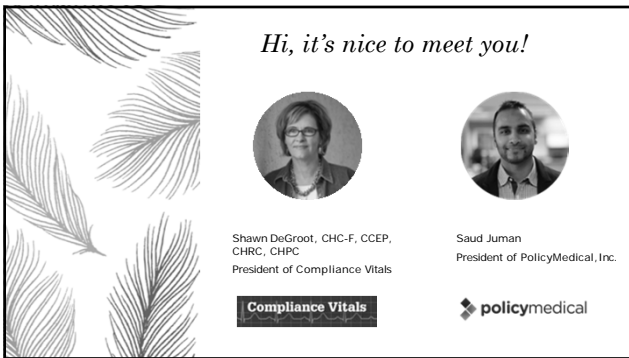 Hi, it's nice to meet you!
Shawn DeGroot, CHC-F, CCEP,
CHRC, CHPC
President of Compliance Vitals
Compliance Vitals
Saud Juman
President of PolicyMedical, Inc.
policymedical